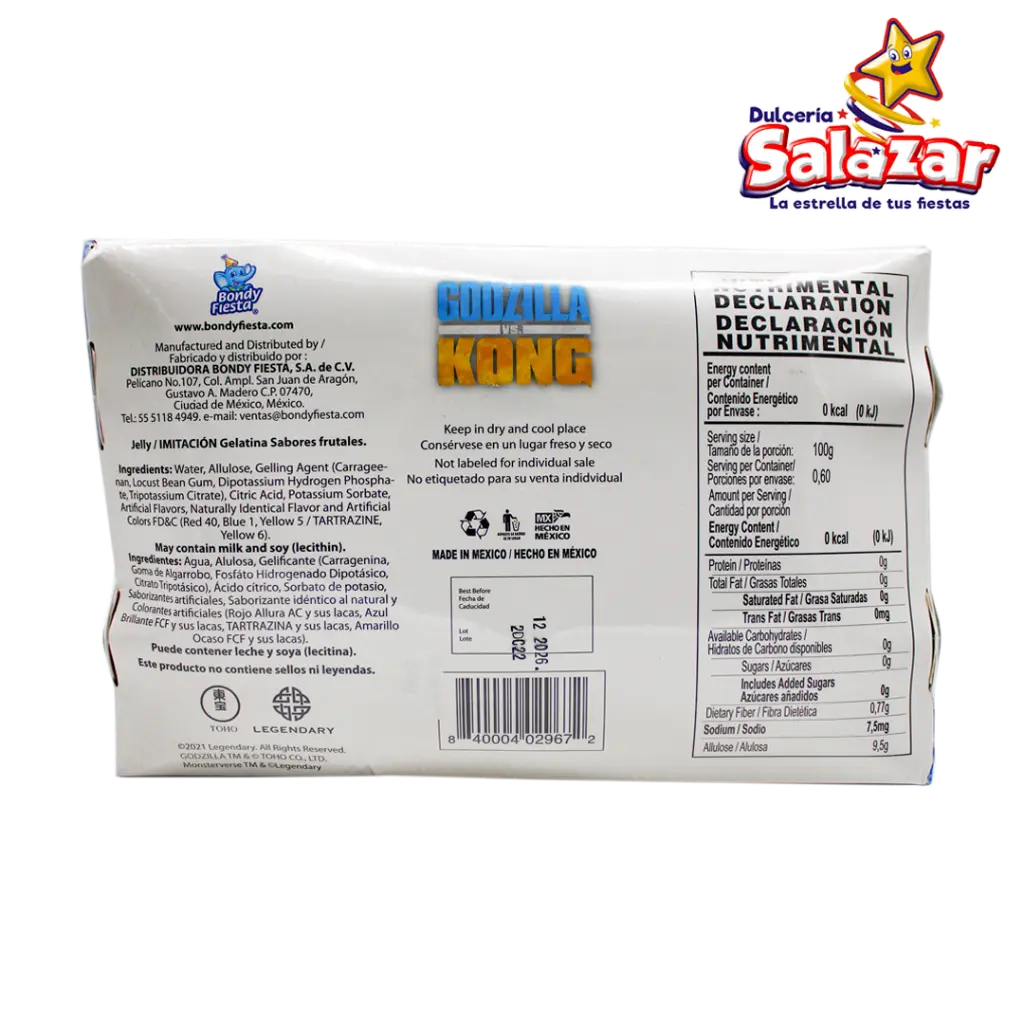 Dulcería
Salazar
La estrella de tus fiestas
Bondy
Fiesta®
www.bondyfiesta.com
Manufactured and Distributed by /
Fabricado y distribuido por :
DISTRIBUIDORA BONDY FIESTA, S.A. de C.V.
Pelicano No.107, Col. Ampl. San Juan de Aragón,
Gustavo A. Madero C.P. 07470,
Ciudad de México, México.
Tel.: 55 5118 4949. e-mail: ventas@bondyfiesta.com
Jelly / IMITACIÓN Gelatina Sabores frutales.
Ingredients: Water, Allulose, Gelling Agent (Carragee-
nan, Locust Bean Gum, Dipotassium Hydrogen Phospha-
te, Tripotassium Citrate), Citric Acid, Potassium Sorbate,
Artificial Flavors, Naturally Identical Flavor and Artificial
Colors FD&C (Red 40, Blue 1, Yellow 5 / TARTRAZINE,
Yellow 6).
May contain milk and soy (lecithin).
Ingredientes: Agua, Alulosa, Gelificante (Carragenina,
Goma de Algarrobo, Fosfáto Hidrogenado Dipotásico,
Citrato Tripotásico), Ácido cítrico, Sorbato de potasio,
Saborizantes artificiales, Saborizante idéntico al natural y
Colorantes artificiales (Rojo Allura AC y sus lacas, Azul
Brillante FCF y sus lacas, TARTRAZINA y sus lacas, Amarillo
Ocaso FCF y sus lacas).
Puede contener leche y soya (lecitina).
Este producto no contiene sellos ni leyendas.
東宝
TOHO
LEGENDARY
©2021 Legendary. All Rights Reserved.
GODZILLA TM & © TOHO CO., LTD.
Monsterverse TM & ©Legendary
GODZILLA
VS.
KONG
Keep in dry and cool place
Consérvese en un lugar freso y seco
Not labeled for individual sale
No etiquetado para su venta indidvidual
MX
HECHO EN
MÉXICO
MADE IN MEXICO / HECHO EN MÉXICO
Best Before
Fecha de
Caducidad
Lot
Lote
12 2026.
2DC22
8 40004 02967 2
NUTRIMENTAL
DECLARATION
DECLARACIÓN
NUTRIMENTAL
Energy content
per Container /
Contenido Energético
por Envase : 0 kcal (0 kJ)
Serving size /
Tamaño de la porción: 100g
Serving per Container/
Porciones por envase: 0,60
Amount per Serving /
Cantidad por porción
Energy Content /
Contenido Energético 0 kcal (0 kJ)
Protein / Proteínas 0g
Total Fat / Grasas Totales 0g
Saturated Fat / Grasa Saturadas 0g
Trans Fat / Grasas Trans 0mg
Available Carbohydrates /
Hidratos de Carbono disponibles 0g
Sugars / Azúcares 0g
Includes Added Sugars
Azúcares añadidos 0g
Dietary Fiber / Fibra Dietética 0,77g
Sodium / Sodio 7,5mg
Allulose / Alulosa 9,5g